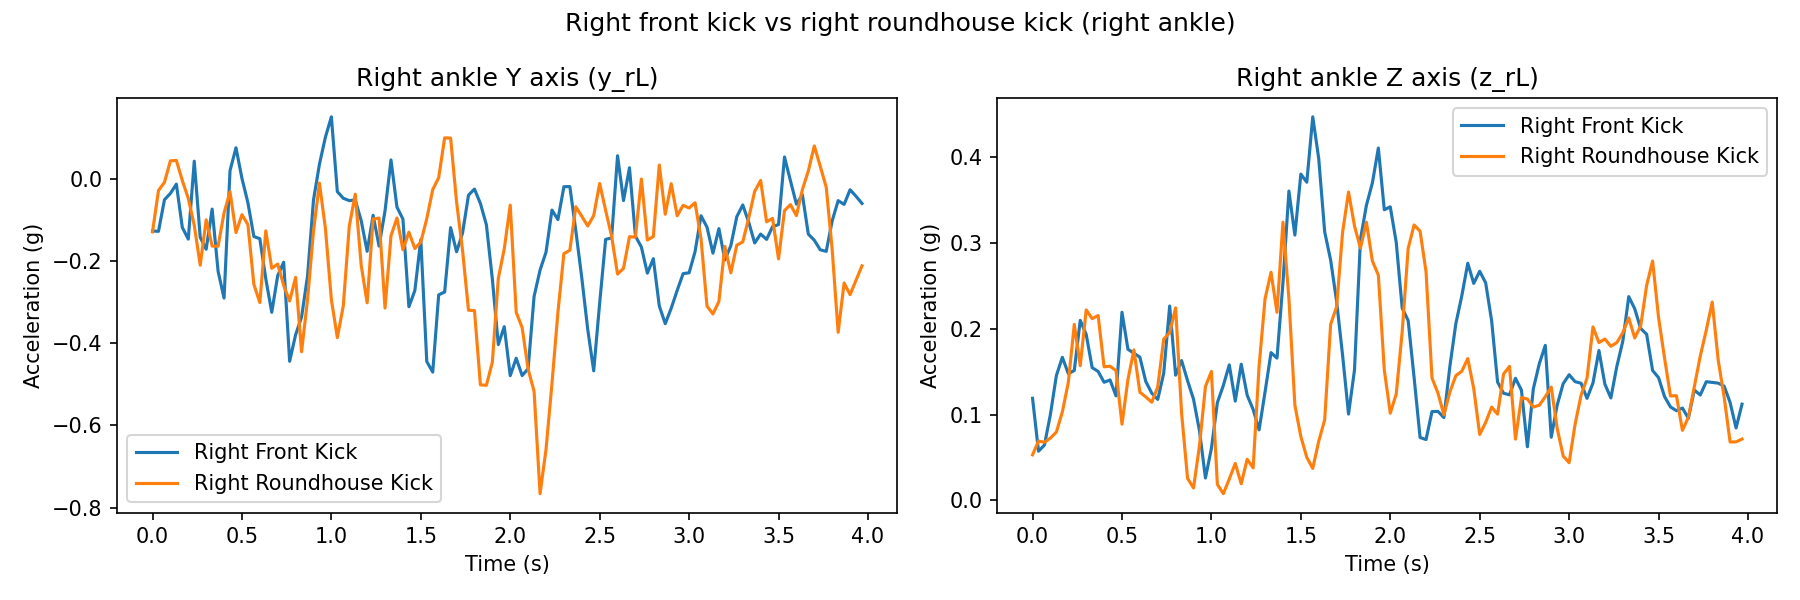 Right front kick vs right roundhouse kick (right ankle)
Right ankle Y axis (y_rL)
Acceleration (g)
0.0
−0.2
−0.4
−0.6
−0.8
Right Front Kick
Right Roundhouse Kick
0.0 0.5 1.0 1.5 2.0 2.5 3.0 3.5 4.0
Time (s)
Right ankle Z axis (z_rL)
Acceleration (g)
0.4
0.3
0.2
0.1
0.0
Right Front Kick
Right Roundhouse Kick
0.0 0.5 1.0 1.5 2.0 2.5 3.0 3.5 4.0
Time (s)